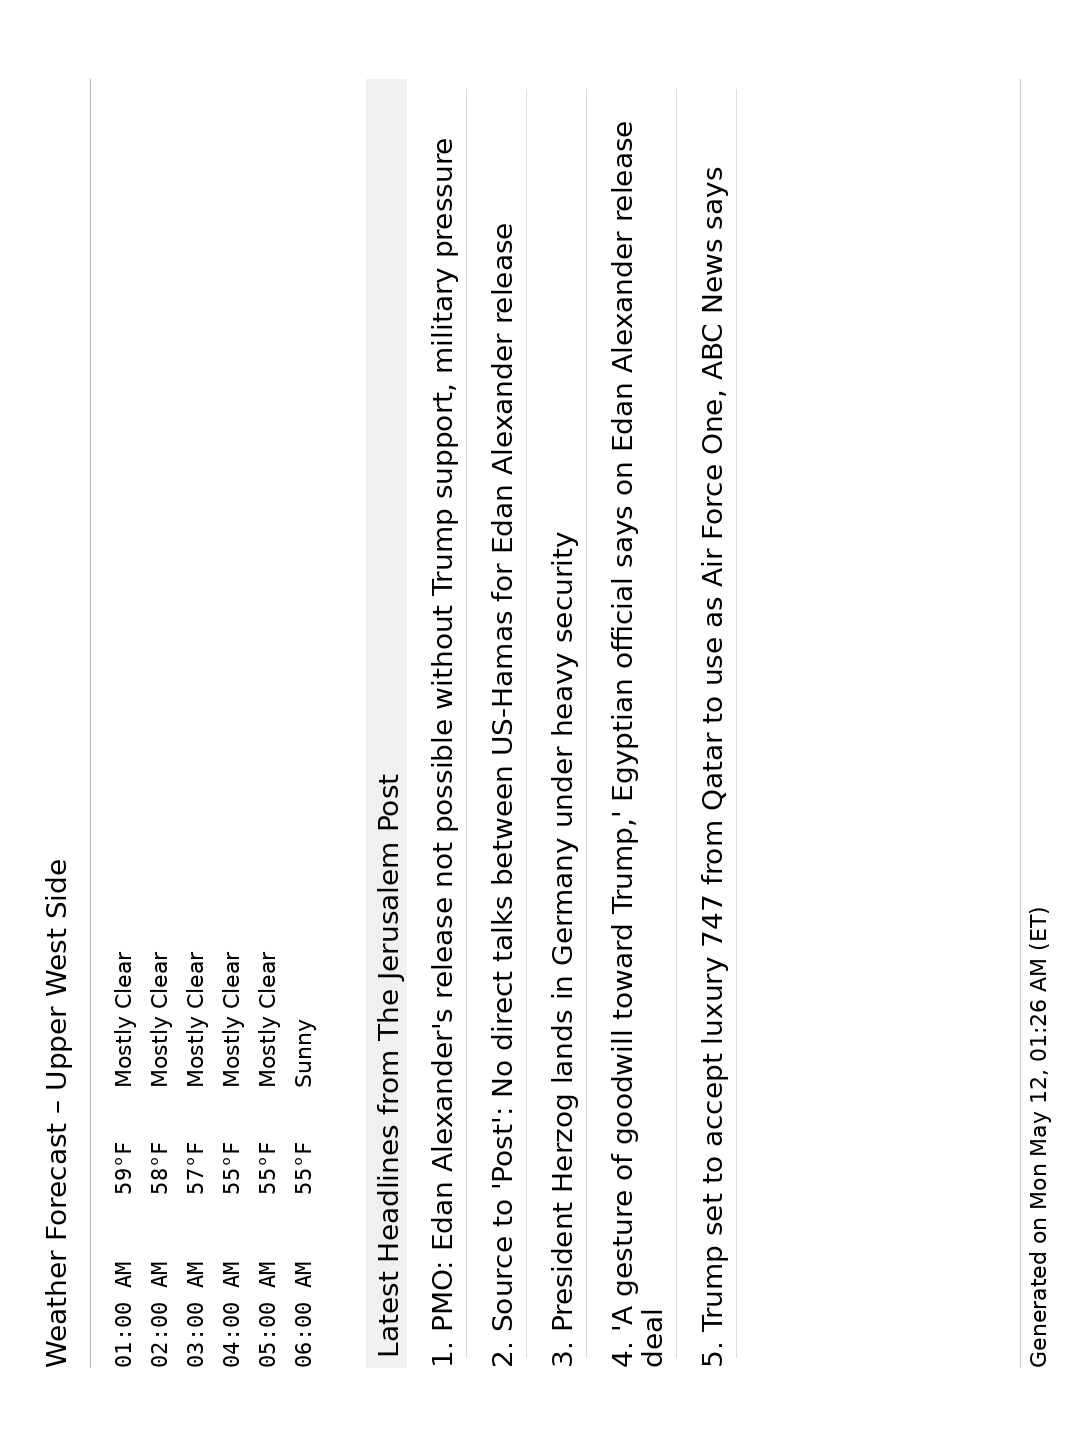 Weather Forecast – Upper West Side
01:00 AM 59°F Mostly Clear
02:00 AM 58°F Mostly Clear
03:00 AM 57°F Mostly Clear
04:00 AM 55°F Mostly Clear
05:00 AM 55°F Mostly Clear
06:00 AM 55°F Sunny
Latest Headlines from The Jerusalem Post
1. PMO: Edan Alexander's release not possible without Trump support, military pressure
2. Source to 'Post': No direct talks between US-Hamas for Edan Alexander release
3. President Herzog lands in Germany under heavy security
4. 'A gesture of goodwill toward Trump,' Egyptian official says on Edan Alexander release
deal
5. Trump set to accept luxury 747 from Qatar to use as Air Force One, ABC News says
Generated on Mon May 12, 01:26 AM (ET)